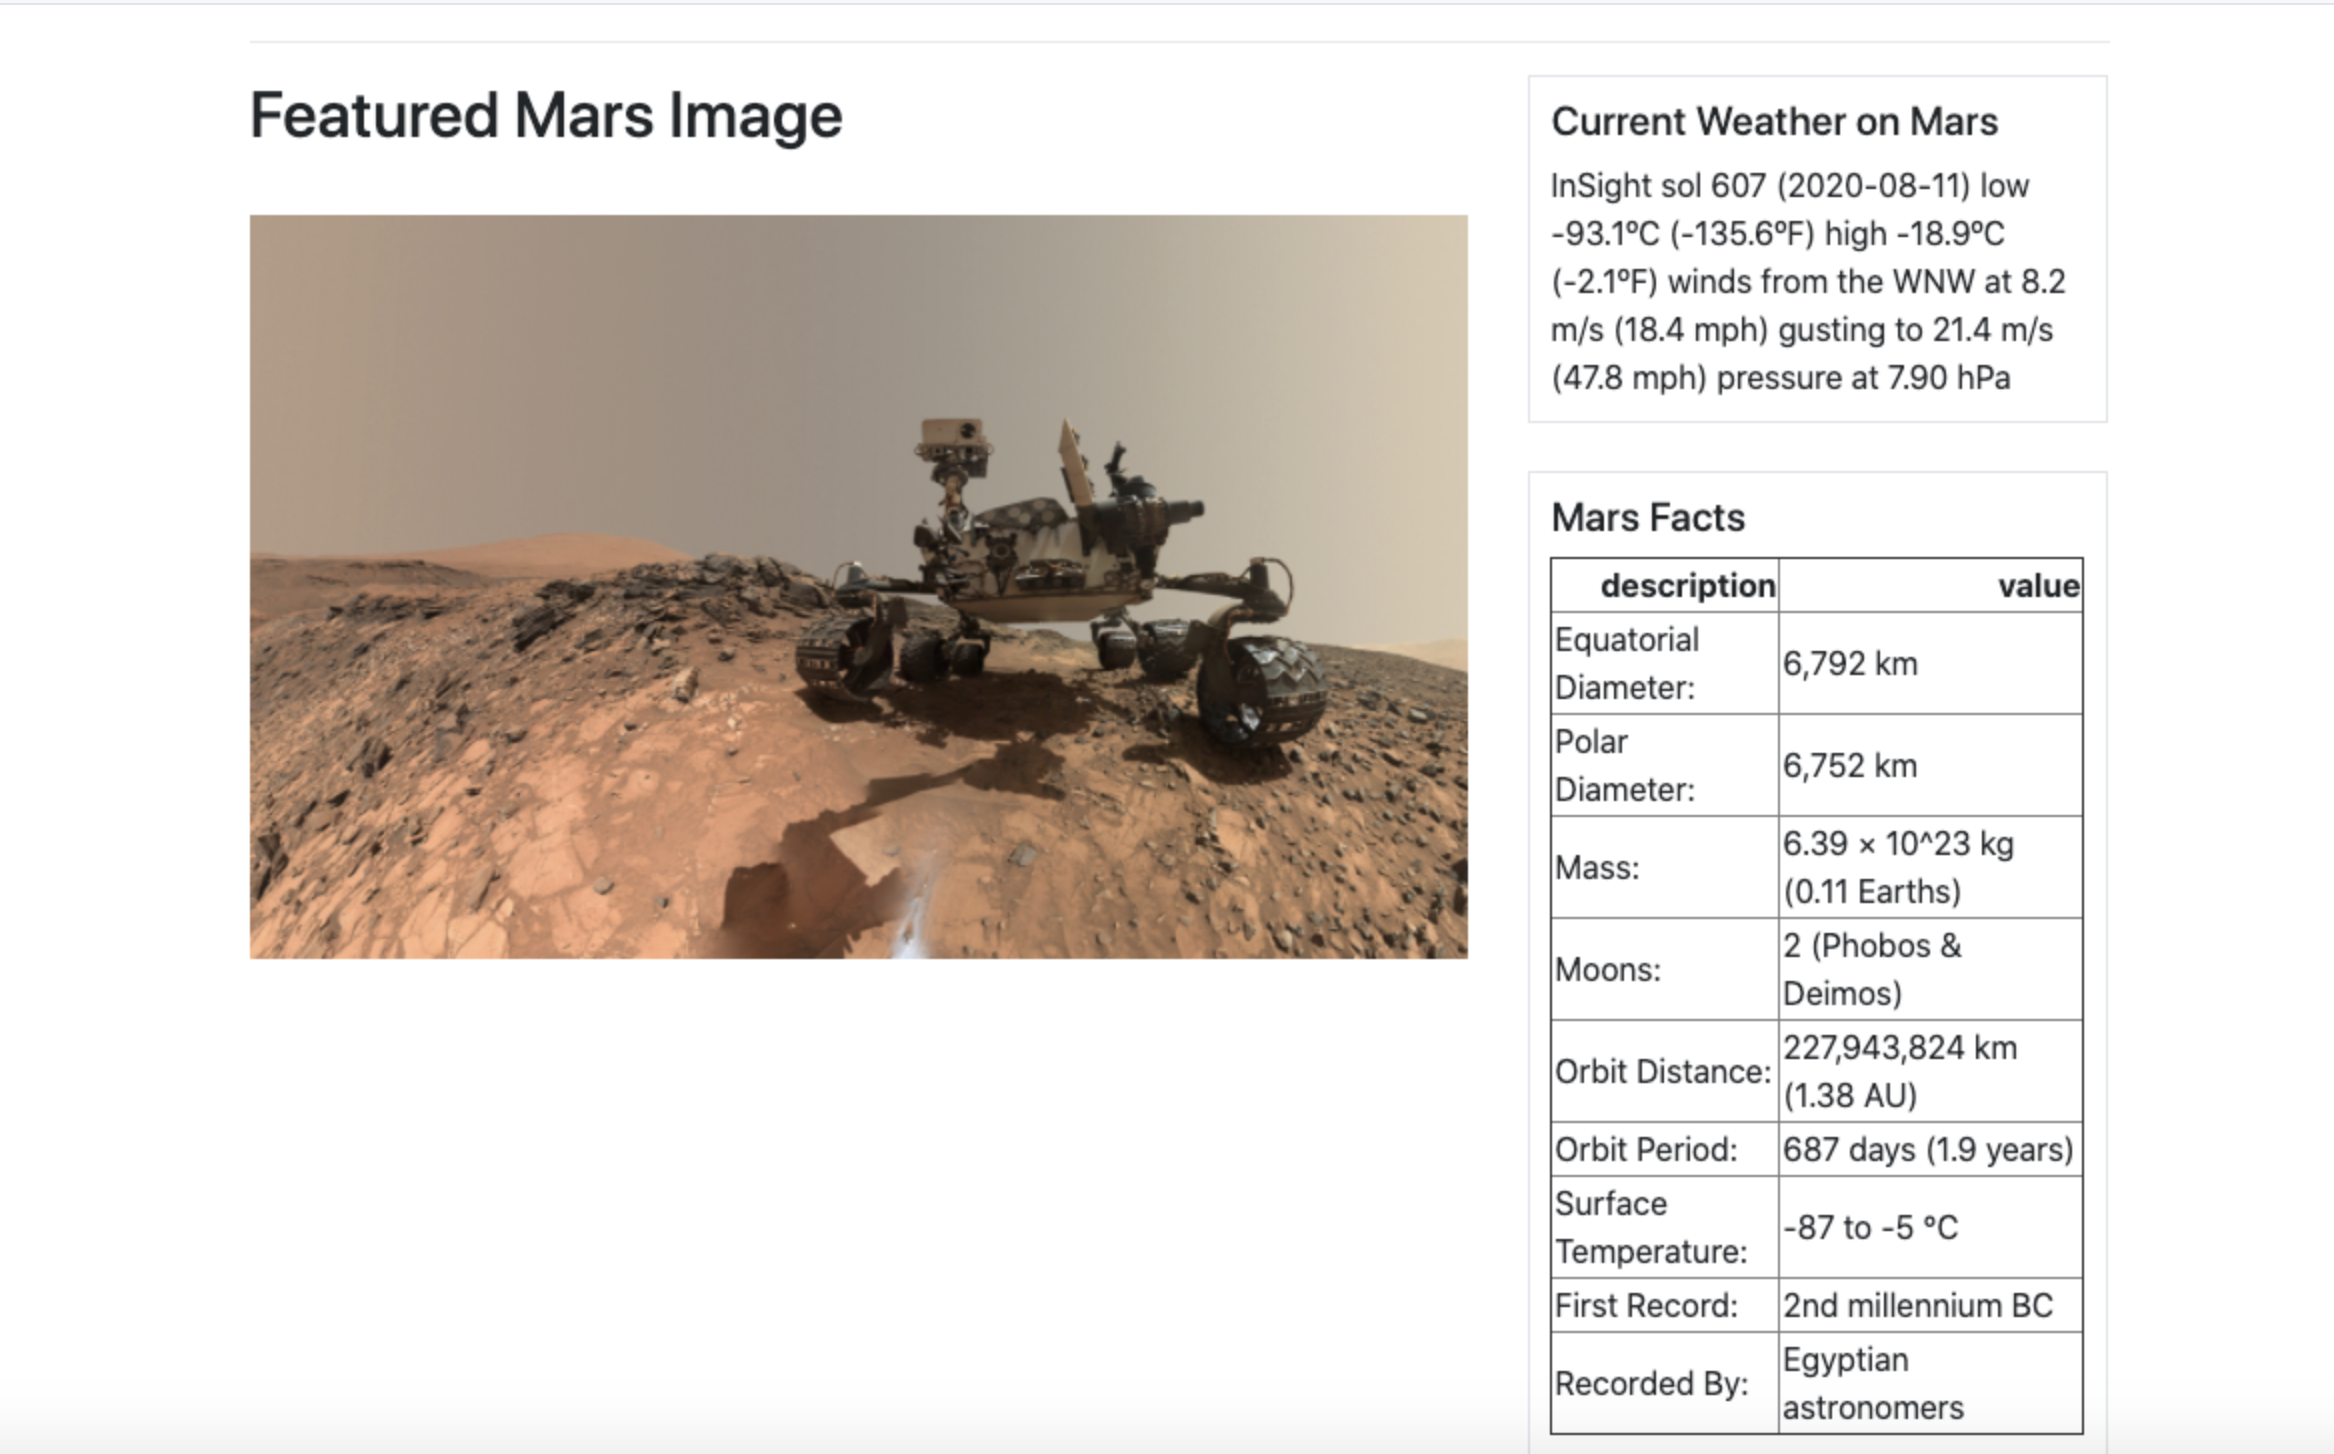 Featured Mars Image
Current Weather on Mars
InSight sol 607 (2020-08-11) low
-93.1ºC (-135.6ºF) high -18.9ºC
(-2.1ºF) winds from the WNW at 8.2
m/s (18.4 mph) gusting to 21.4 m/s
(47.8 mph) pressure at 7.90 hPa
Mars Facts
description value
Equatorial
Diameter:
6,792 km
Polar
Diameter:
6,752 km
Mass:
6.39 × 10^23 kg
(0.11 Earths)
Moons:
2 (Phobos &
Deimos)
Orbit Distance:
227,943,824 km
(1.38 AU)
Orbit Period: 687 days (1.9 years)
Surface
Temperature:
-87 to -5 °C
First Record: 2nd millennium BC
Recorded By:
Egyptian
astronomers